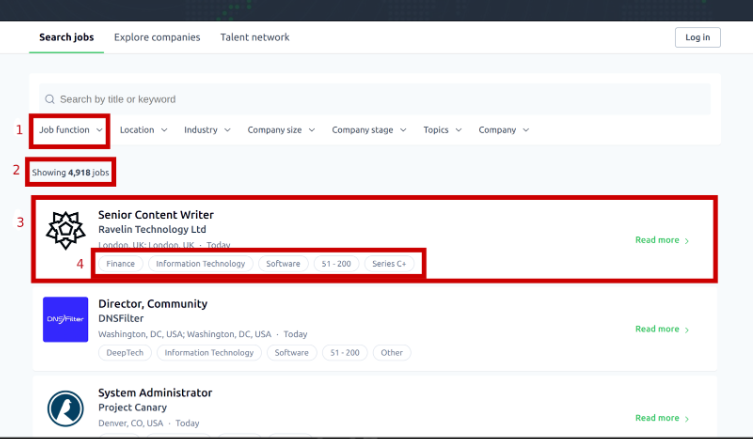 Search jobs Explore companies Talent network Log in
Search by title or keyword
1 Job function Location Industry Company size Company stage Topics Company
2 Showing 4,918 jobs
3
Senior Content Writer
Ravelin Technology Ltd
London, UK; London, UK · Today
Read more
4 Finance Information Technology Software 51 - 200 Series C+
Director, Community
DNSFilter
DNSFilter
Washington, DC, USA; Washington, DC, USA · Today
Read more
DeepTech Information Technology Software 51 - 200 Other
System Administrator
Project Canary
Denver, CO, USA · Today
Read more